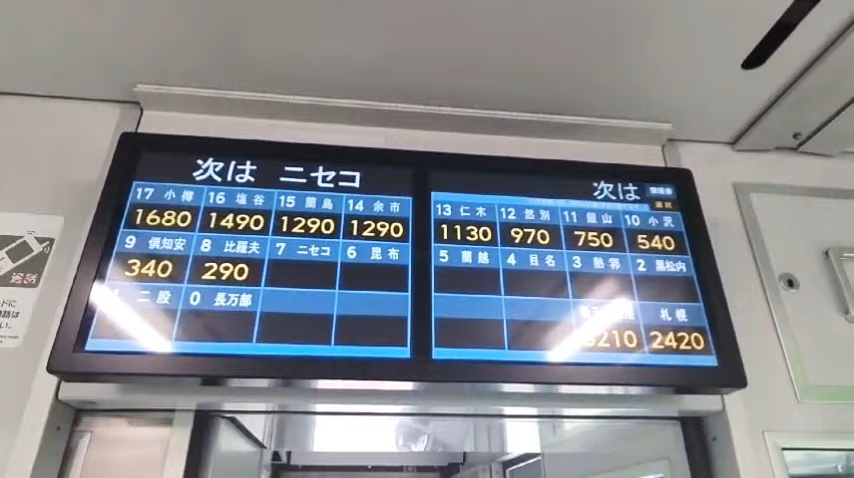 次は ニセコ
17 小樽 16 塩谷 15 蘭島 14 余市
1680 1490 1290 1290
9 倶知安 8 比羅夫 7 ニセコ 6 昆布
340 290
二股 0 長万部
次は
13 仁木 12 然別 11 銀山 10 小沢
1130 970 750 540
5 蘭越 4 目名 3 熱郛 2 黒松内
札幌
3210 2420